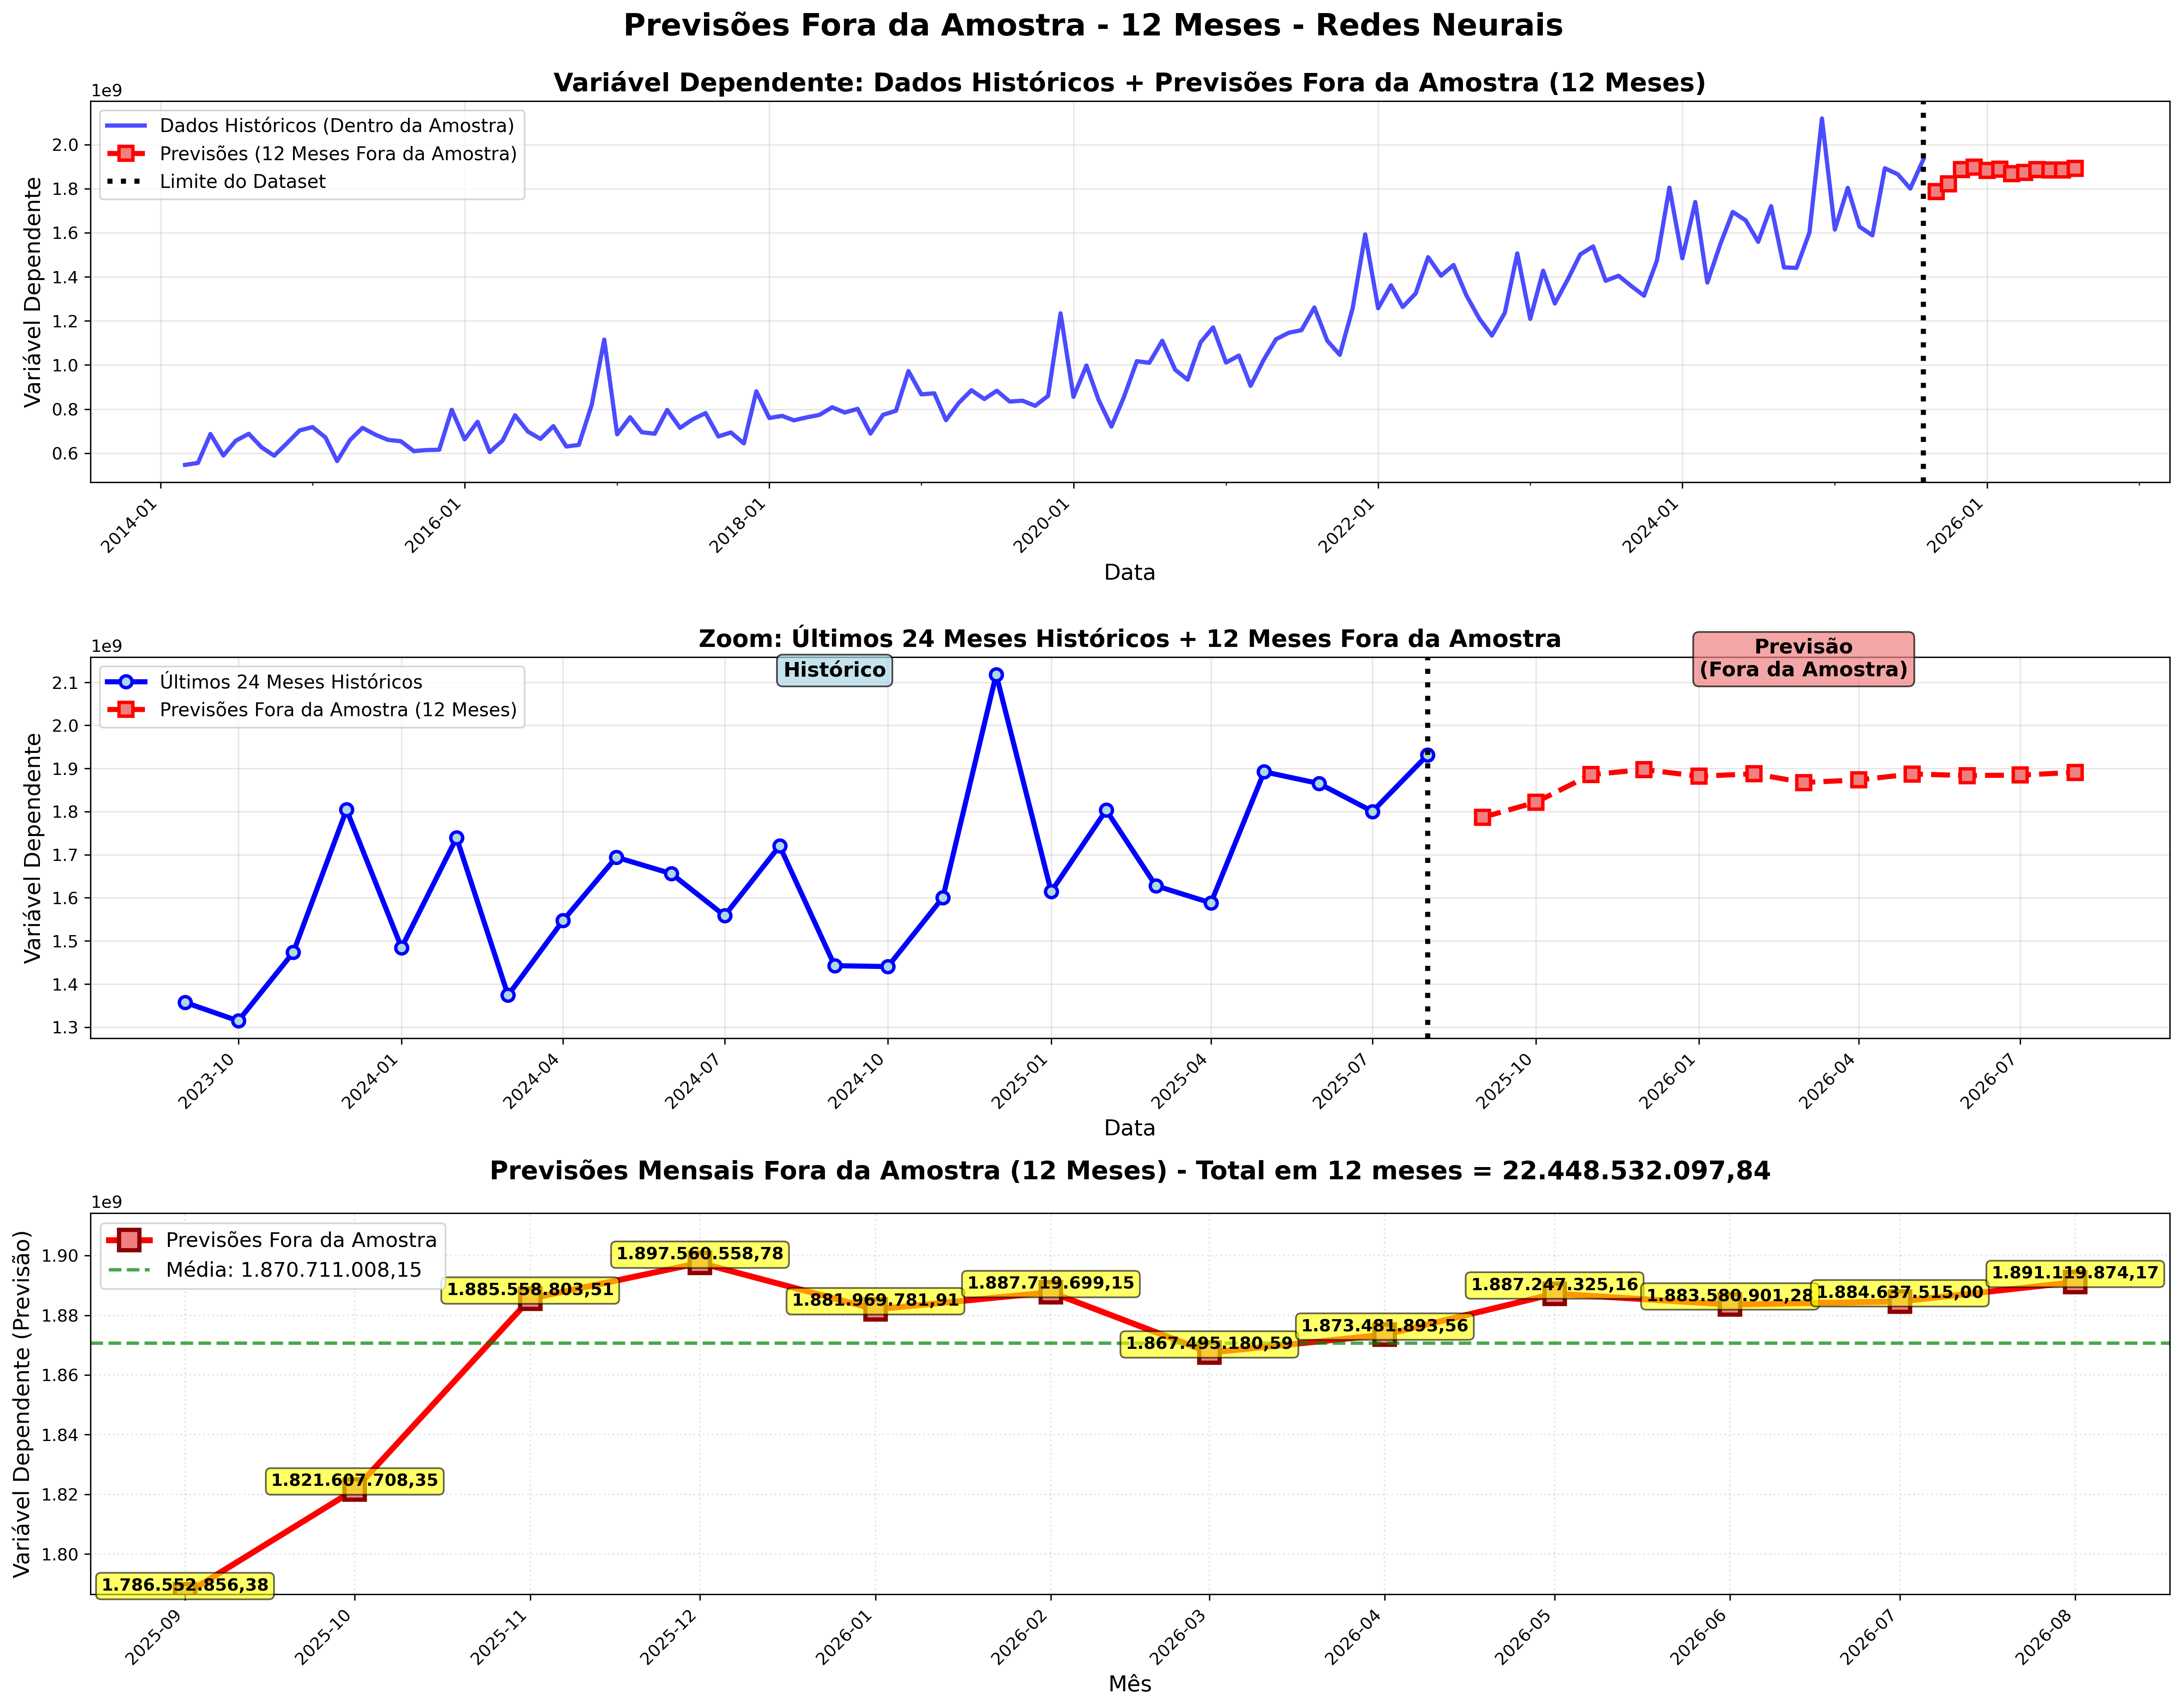 Previsões Fora da Amostra - 12 Meses - Redes Neurais
Variável Dependente: Dados Históricos + Previsões Fora da Amostra (12 Meses)
1e9
Dados Históricos (Dentro da Amostra)
Previsões (12 Meses Fora da Amostra)
Limite do Dataset
Variável Dependente
2.0
1.8
1.6
1.4
1.2
1.0
0.8
0.6
2014-01
2016-01
2018-01
2020-01
2022-01
2024-01
2026-01
Data
Zoom: Últimos 24 Meses Históricos + 12 Meses Fora da Amostra
1e9
Últimos 24 Meses Históricos
Previsões Fora da Amostra (12 Meses)
Histórico
Previsão
(Fora da Amostra)
Variável Dependente
2.1
2.0
1.9
1.8
1.7
1.6
1.5
1.4
1.3
2023-10
2024-01
2024-04
2024-07
2024-10
2025-01
2025-04
2025-07
2025-10
2026-01
2026-04
2026-07
Data
Previsões Mensais Fora da Amostra (12 Meses) - Total em 12 meses = 22.448.532.097,84
1e9
Previsões Fora da Amostra
Média: 1.870.711.008,15
Variável Dependente (Previsão)
1.90
1.88
1.86
1.84
1.82
1.80
1.786.552.856,38
1.821.607.708,35
1.885.558.803,51
1.897.560.558,78
1.881.969.781,91
1.887.719.699,15
1.867.495.180,59
1.873.481.893,56
1.887.247.325,16
1.883.580.901,28
1.884.637.515,00
1.891.119.874,17
2025-09
2025-10
2025-11
2025-12
2026-01
2026-02
2026-03
2026-04
2026-05
2026-06
2026-07
2026-08
Mês